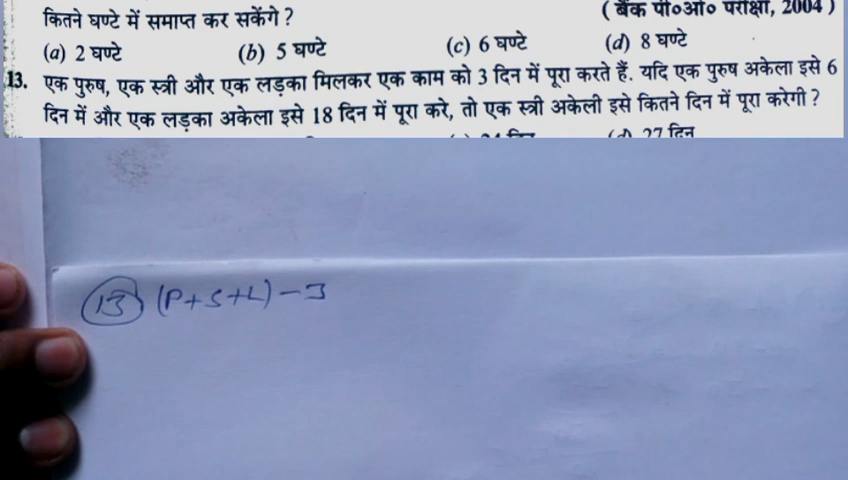 कितने घण्टे में समाप्त कर सकेंगे ?
( बैंक पी०ओ० परीक्षा, 2004 )
(a) 2 घण्टे (b) 5 घण्टे (c) 6 घण्टे (d) 8 घण्टे
13. एक पुरुष, एक स्त्री और एक लड़का मिलकर एक काम को 3 दिन में पूरा करते हैं. यदि एक पुरुष अकेला इसे 6
दिन में और एक लड़का अकेला इसे 18 दिन में पूरा करे, तो एक स्त्री अकेली इसे कितने दिन में पूरा करेगी ?
24 दिन (d) 27 दिन
13 (P+S+L) – 3